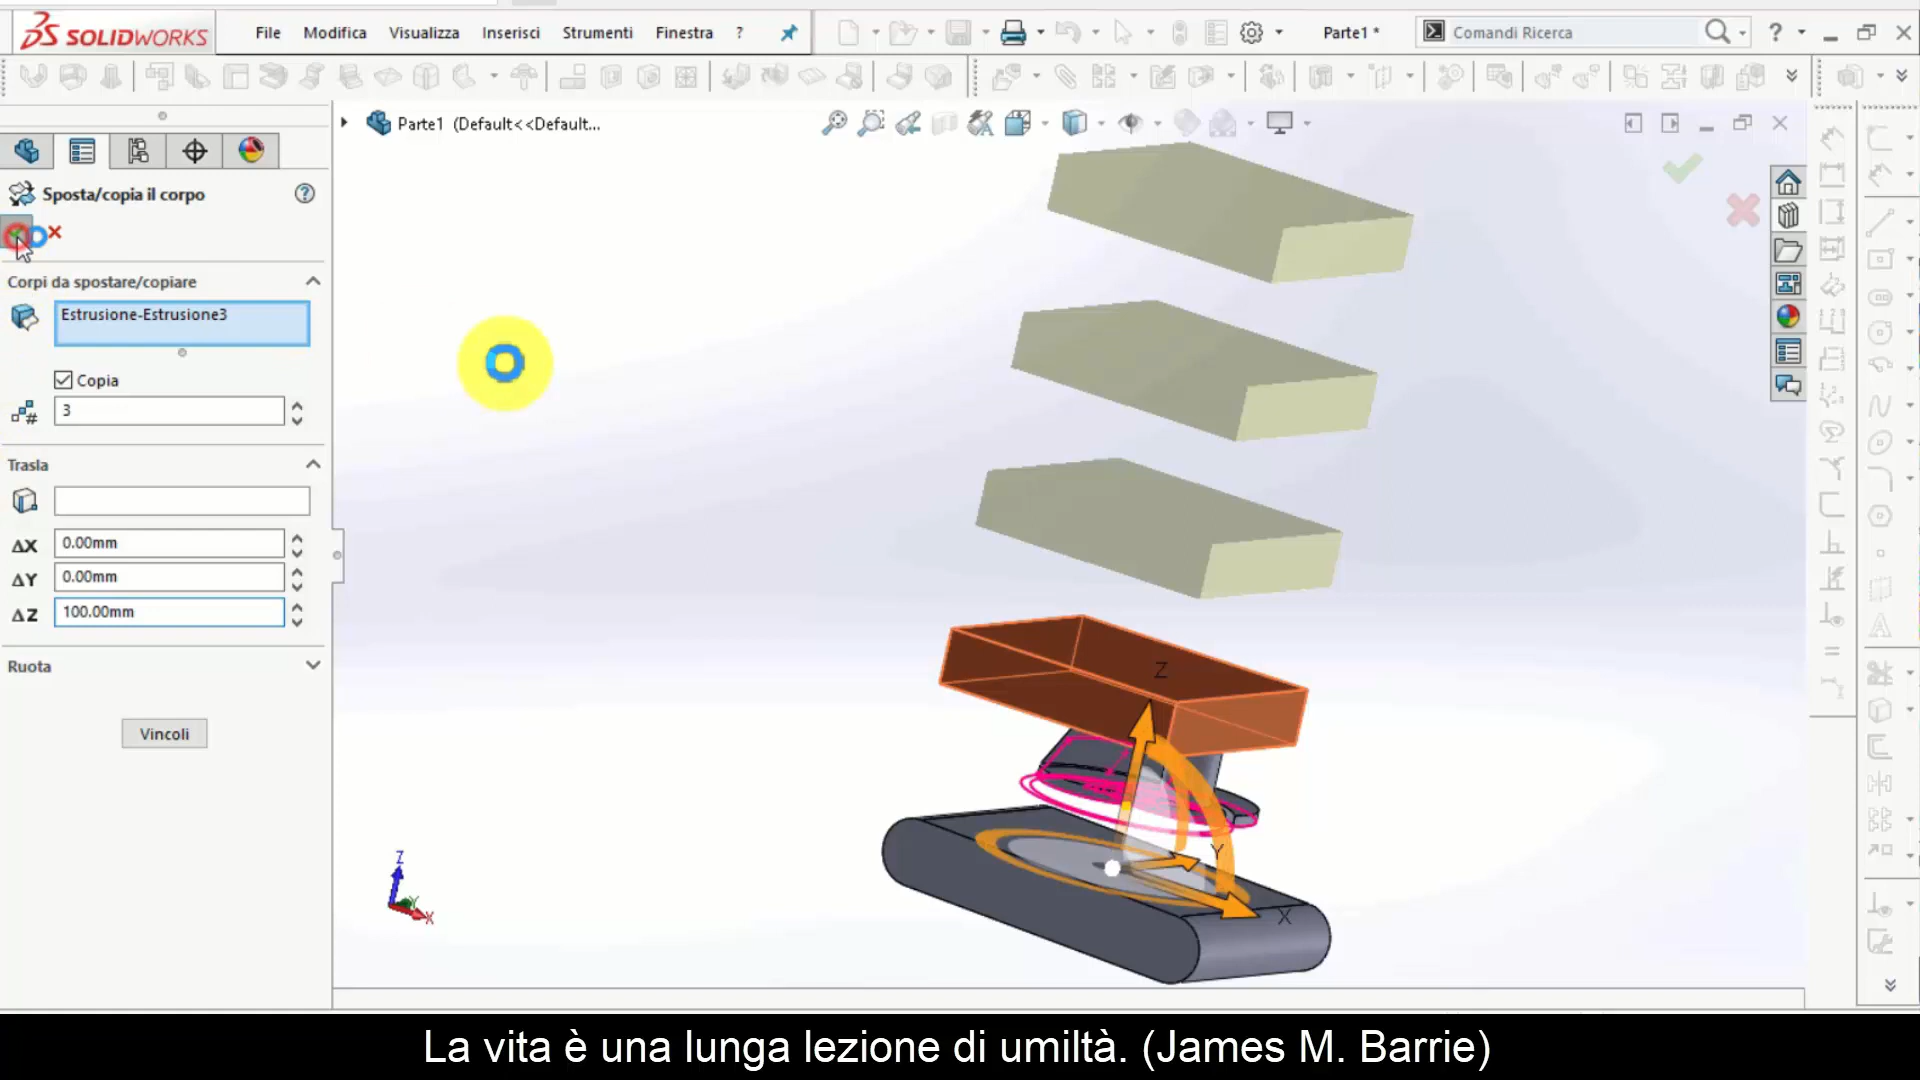 SOLIDWORKS
File Modifica Visualizza Inserisci Strumenti Finestra ?
Parte1 *
Comandi Ricerca
?
Parte1 (Default<<Default...
Sposta/copia il corpo
Corpi da spostare/copiare
Estrusione-Estrusione3
Copia
3
Trasla
ΔX 0.00mm
ΔY 0.00mm
ΔZ 100.00mm
Ruota
Vincoli
Z
Y
X
Z
Y
X
La vita è una lunga lezione di umiltà. (James M. Barrie)